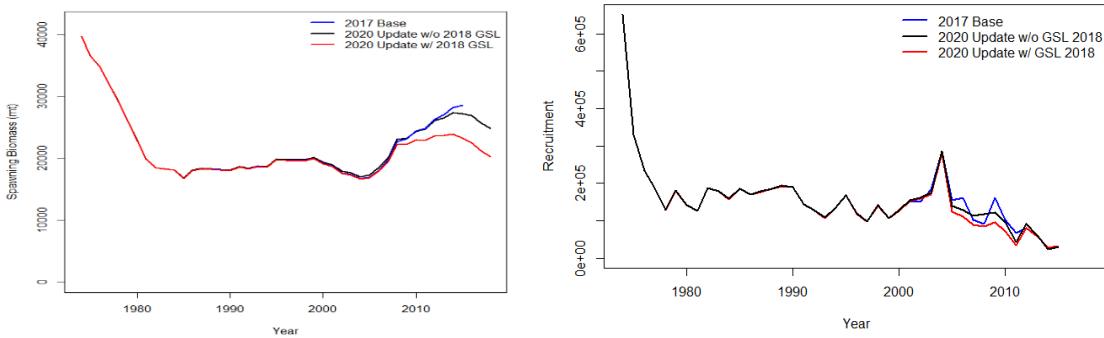 2017 Base
2020 Update w/o 2018 GSL
2020 Update w/ 2018 GSL
40000
30000
20000
10000
0
Spawning Biomass (mt)
1980
1990
2000
2010
Year
2017 Base
2020 Update w/o GSL 2018
2020 Update w/ GSL 2018
6e+05
4e+05
2e+05
0e+00
Recruitment
1980
1990
2000
2010
Year